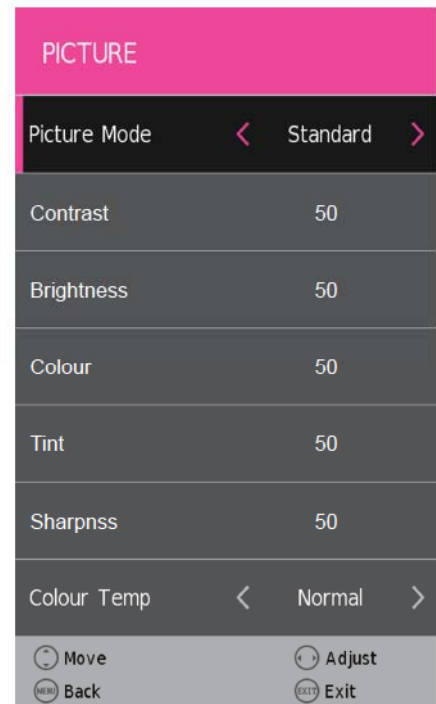 PICTURE
Picture Mode < Standard >
Contrast 50
Brightness 50
Colour 50
Tint 50
Sharpnss 50
Colour Temp < Normal >
Move Adjust
MENU Back EXIT Exit